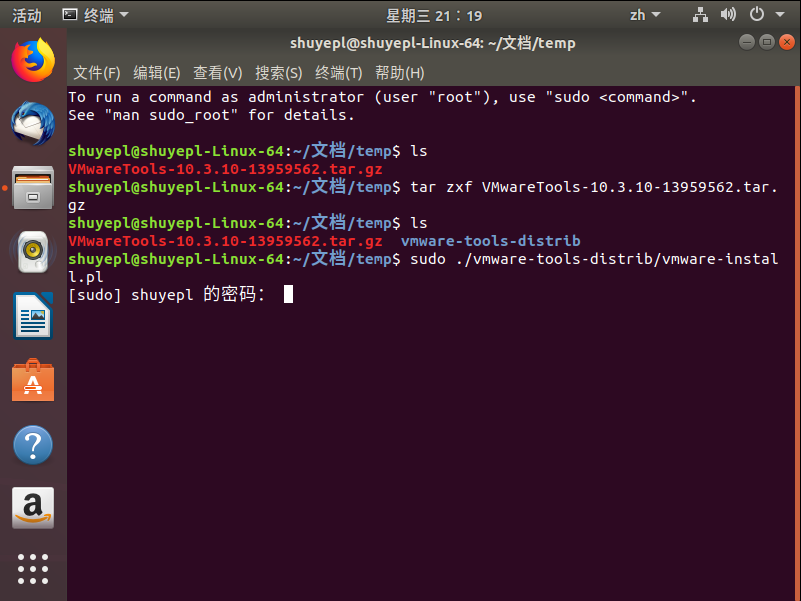 活动 终端 星期三 21：19 zh
shuyepl@shuyepl-Linux-64: ~/文档/temp
文件(F) 编辑(E) 查看(V) 搜索(S) 终端(T) 帮助(H)
To run a command as administrator (user "root"), use "sudo <command>".
See "man sudo_root" for details.
shuyepl@shuyepl-Linux-64:~/文档/temp$ ls
VMwareTools-10.3.10-13959562.tar.gz
shuyepl@shuyepl-Linux-64:~/文档/temp$ tar zxf VMwareTools-10.3.10-13959562.tar.
gz
shuyepl@shuyepl-Linux-64:~/文档/temp$ ls
VMwareTools-10.3.10-13959562.tar.gz  vmware-tools-distrib
shuyepl@shuyepl-Linux-64:~/文档/temp$ sudo ./vmware-tools-distrib/vmware-instal
l.pl
[sudo] shuyepl 的密码：